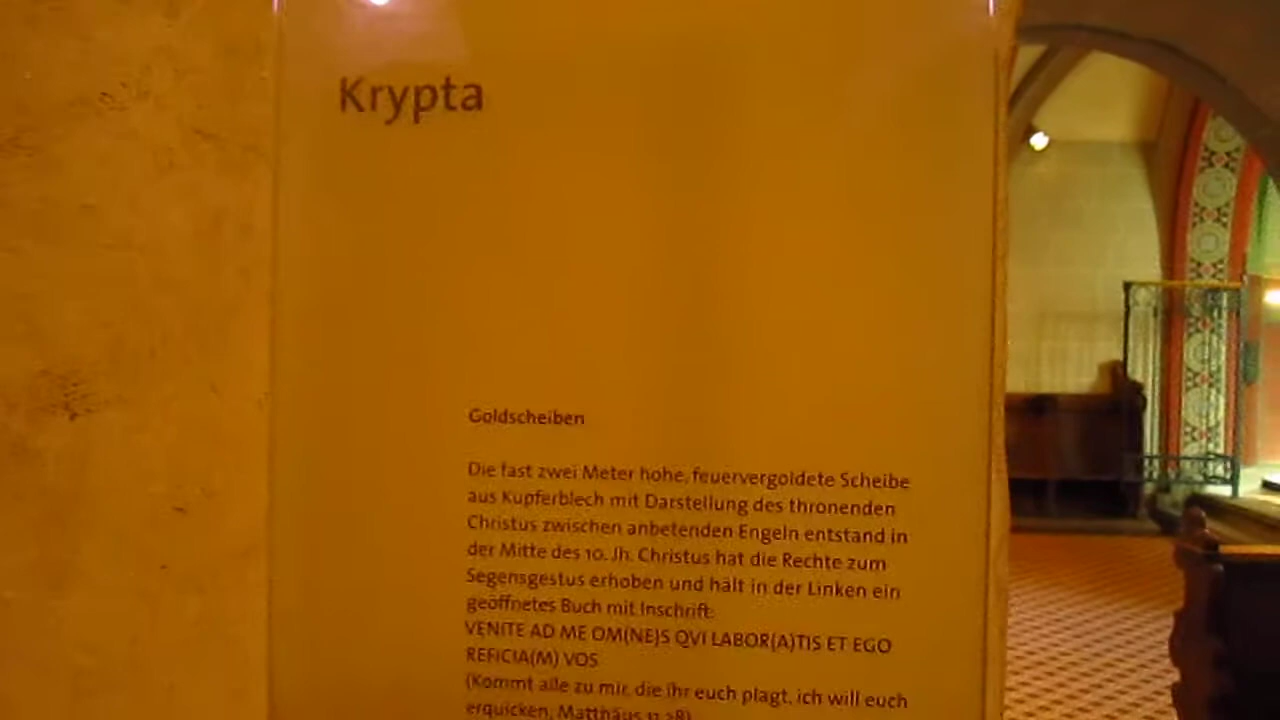 Krypta
Goldscheiben
Die fast zwei Meter hohe, feuervergoldete Scheibe
aus Kupferblech mit Darstellung des thronenden
Christus zwischen anbetenden Engeln entstand in
der Mitte des 10. Jh. Christus hat die Rechte zum
Segensgestus erhoben und hält in der Linken ein
geöffnetes Buch mit Inschrift:
VENITE AD ME OM(NE)S QVI LABOR(A)TIS ET EGO
REFICIA(M) VOS
(Kommt alle zu mir, die ihr euch plagt, ich will euch
erquicken, Matthäus 11,28)